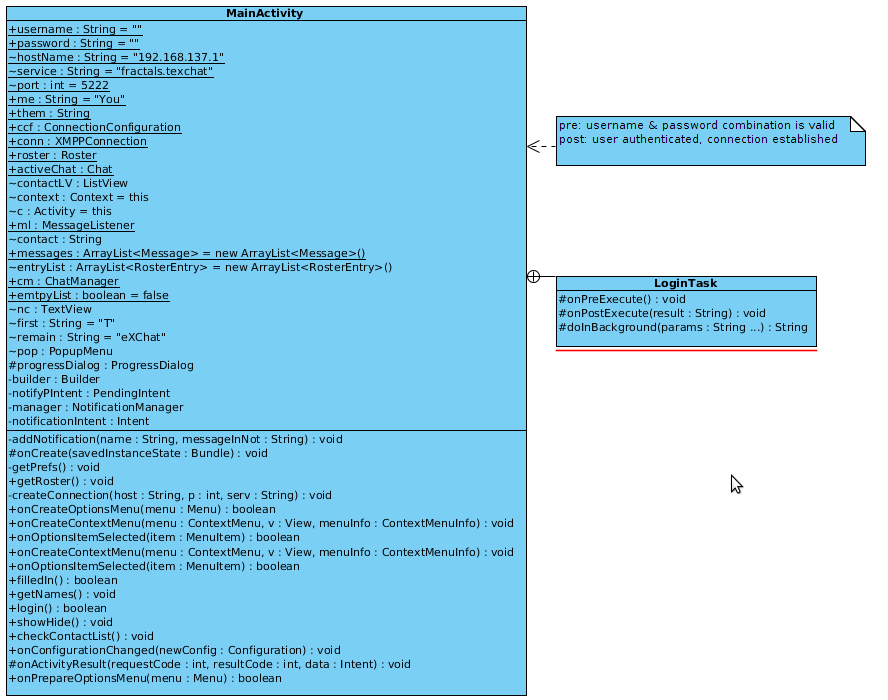 MainActivity
+username : String = ""
+password : String = ""
~hostName : String = "192.168.137.1"
~service : String = "fractals.texchat"
~port : int = 5222
+me : String = "You"
+them : String
+ccf : ConnectionConfiguration
+conn : XMPPConnection
+roster : Roster
+activeChat : Chat
~contactLV : ListView
~context : Context = this
~c : Activity = this
+ml : MessageListener
~contact : String
+messages : ArrayList<Message> = new ArrayList<Message>()
~entryList : ArrayList<RosterEntry> = new ArrayList<RosterEntry>()
+cm : ChatManager
+emtpyList : boolean = false
~nc : TextView
~first : String = "T"
~remain : String = "eXChat"
~pop : PopupMenu
#progressDialog : ProgressDialog
-builder : Builder
-notifyPIntent : PendingIntent
-manager : NotificationManager
-notificationIntent : Intent
-addNotification(name : String, messageInNot : String) : void
#onCreate(savedInstanceState : Bundle) : void
-getPrefs() : void
+getRoster() : void
-createConnection(host : String, p : int, serv : String) : void
+onCreateOptionsMenu(menu : Menu) : boolean
+onCreateContextMenu(menu : ContextMenu, v : View, menuInfo : ContextMenuInfo) : void
+onOptionsItemSelected(item : MenuItem) : boolean
+onCreateContextMenu(menu : ContextMenu, v : View, menuInfo : ContextMenuInfo) : void
+onOptionsItemSelected(item : MenuItem) : boolean
+filledIn() : boolean
+getNames() : void
+login() : boolean
+showHide() : void
+checkContactList() : void
+onConfigurationChanged(newConfig : Configuration) : void
#onActivityResult(requestCode : int, resultCode : int, data : Intent) : void
+onPrepareOptionsMenu(menu : Menu) : boolean
pre: username & password combination is valid
post: user authenticated, connection established
LoginTask
#onPreExecute() : void
#onPostExecute(result : String) : void
#doInBackground(params : String ...) : String